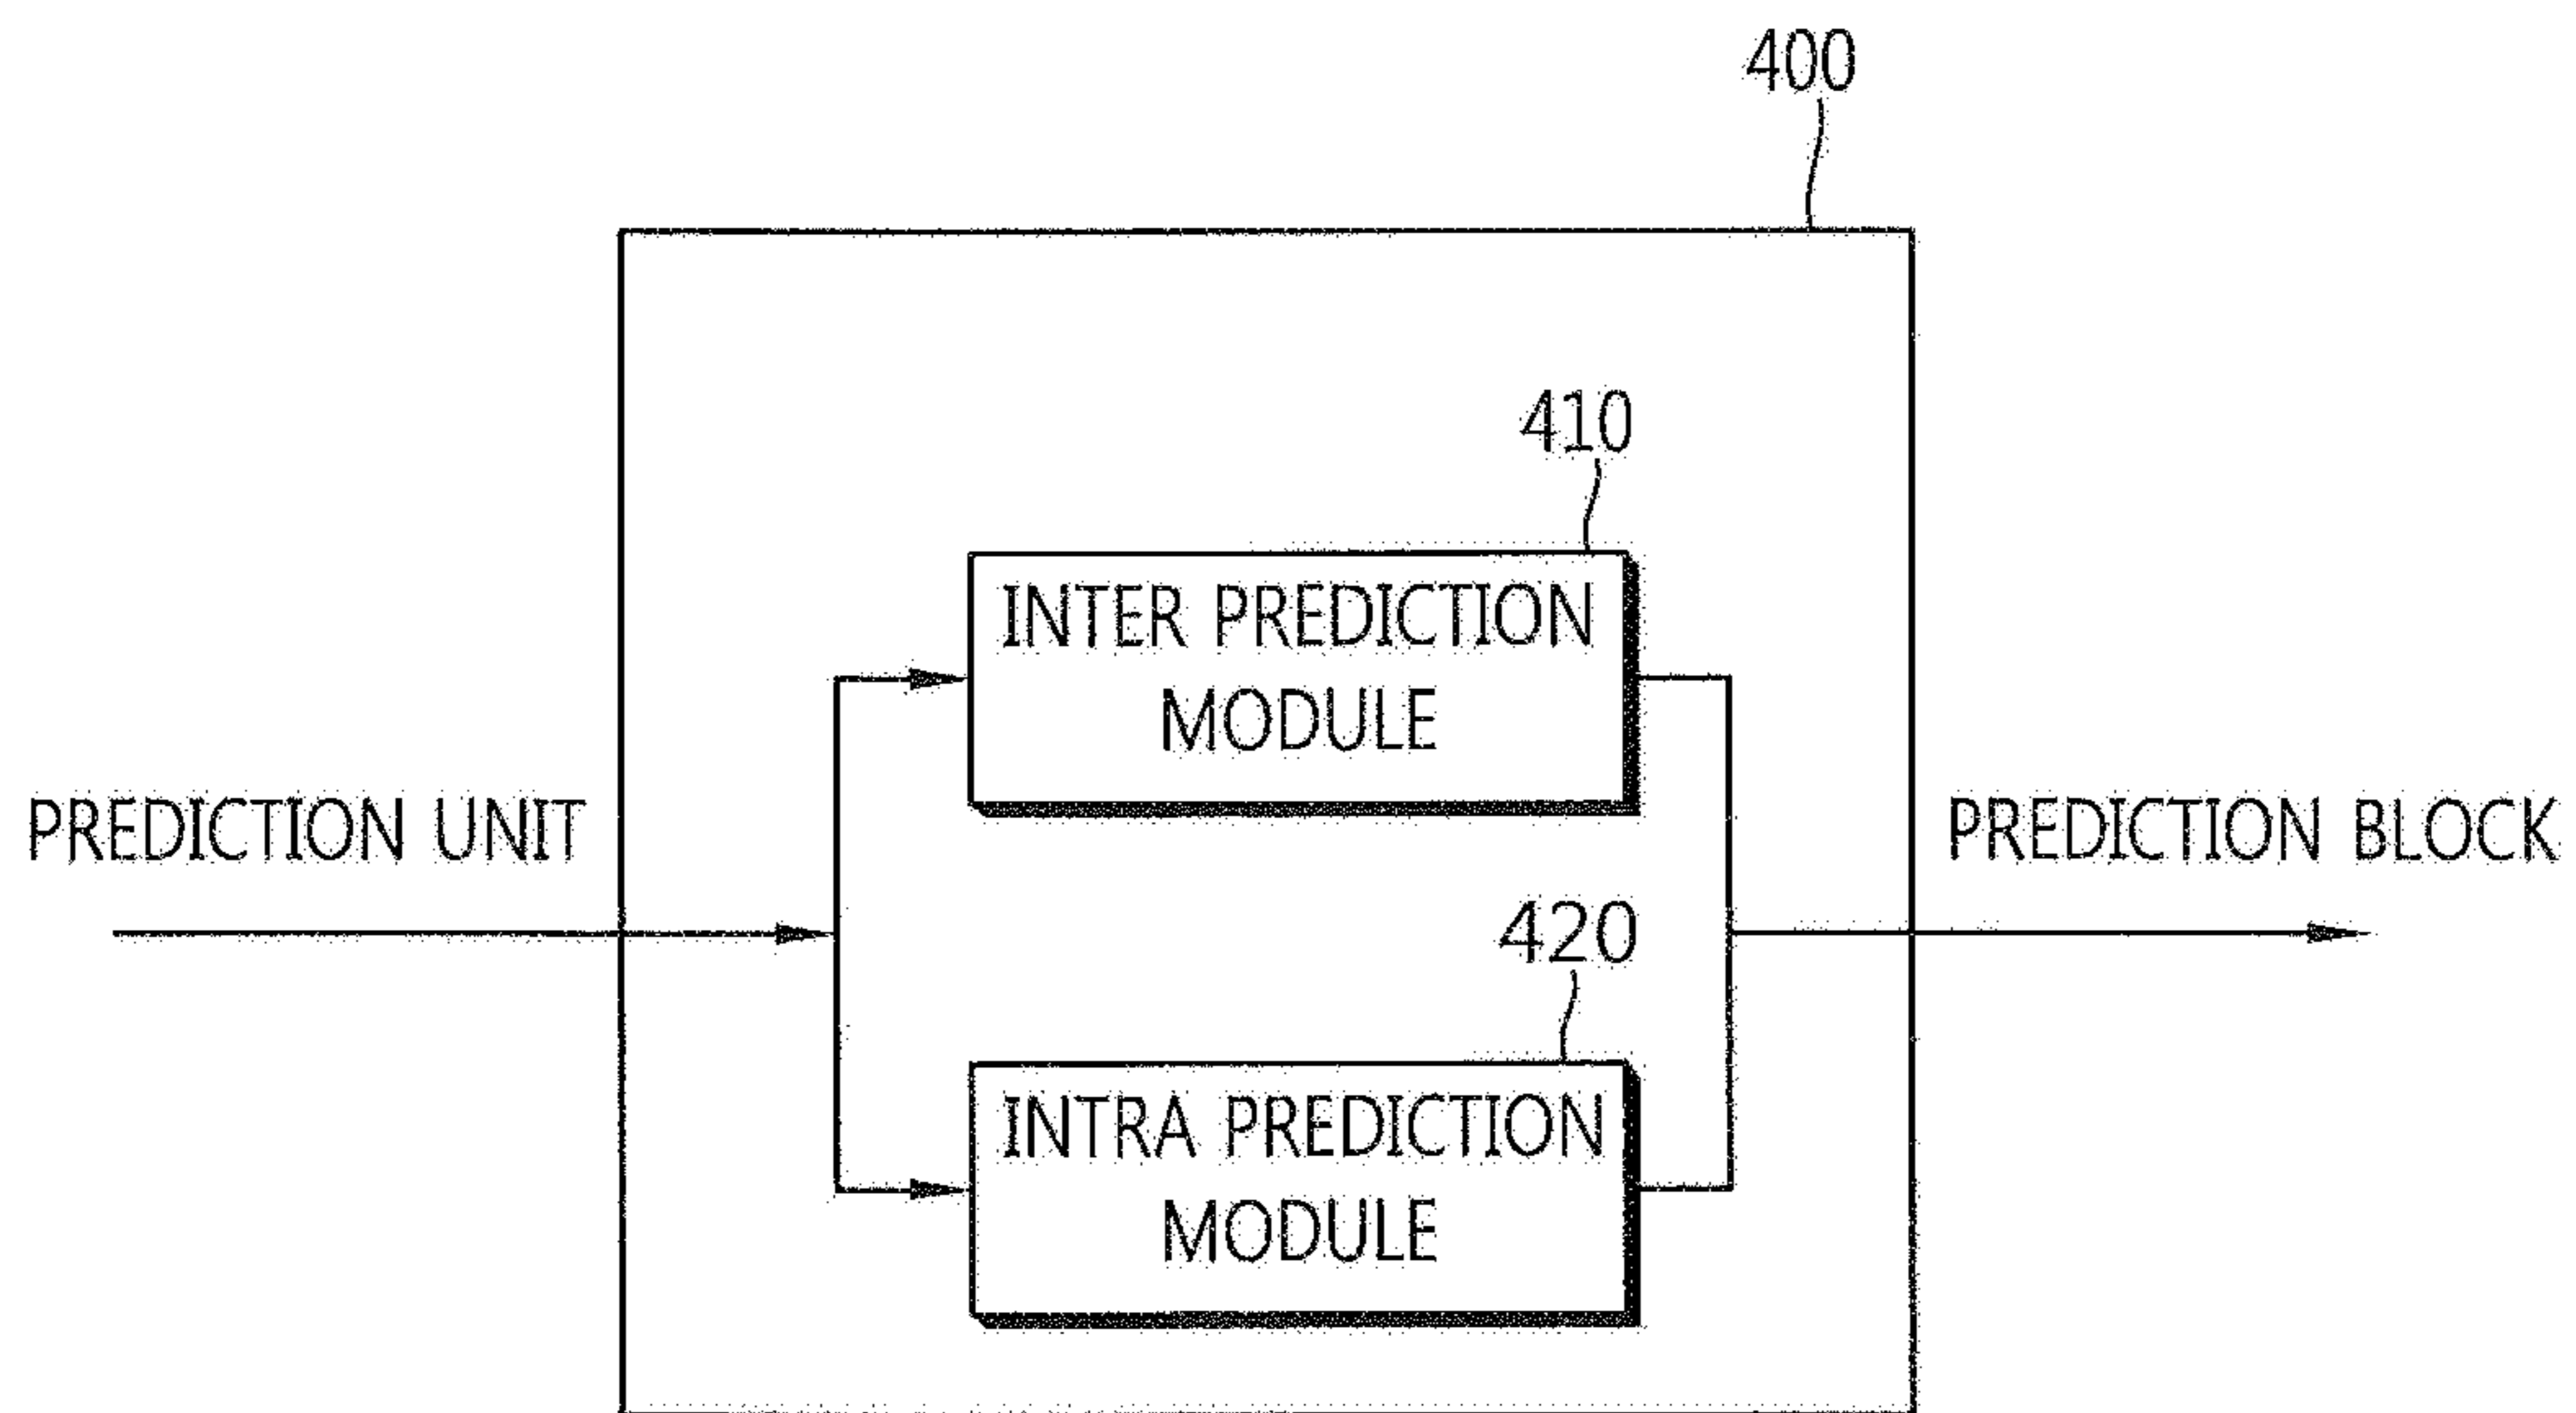 400
410
INTER PREDICTION
MODULE
PREDICTION UNIT
PREDICTION BLOCK
420
INTRA PREDICTION
MODULE